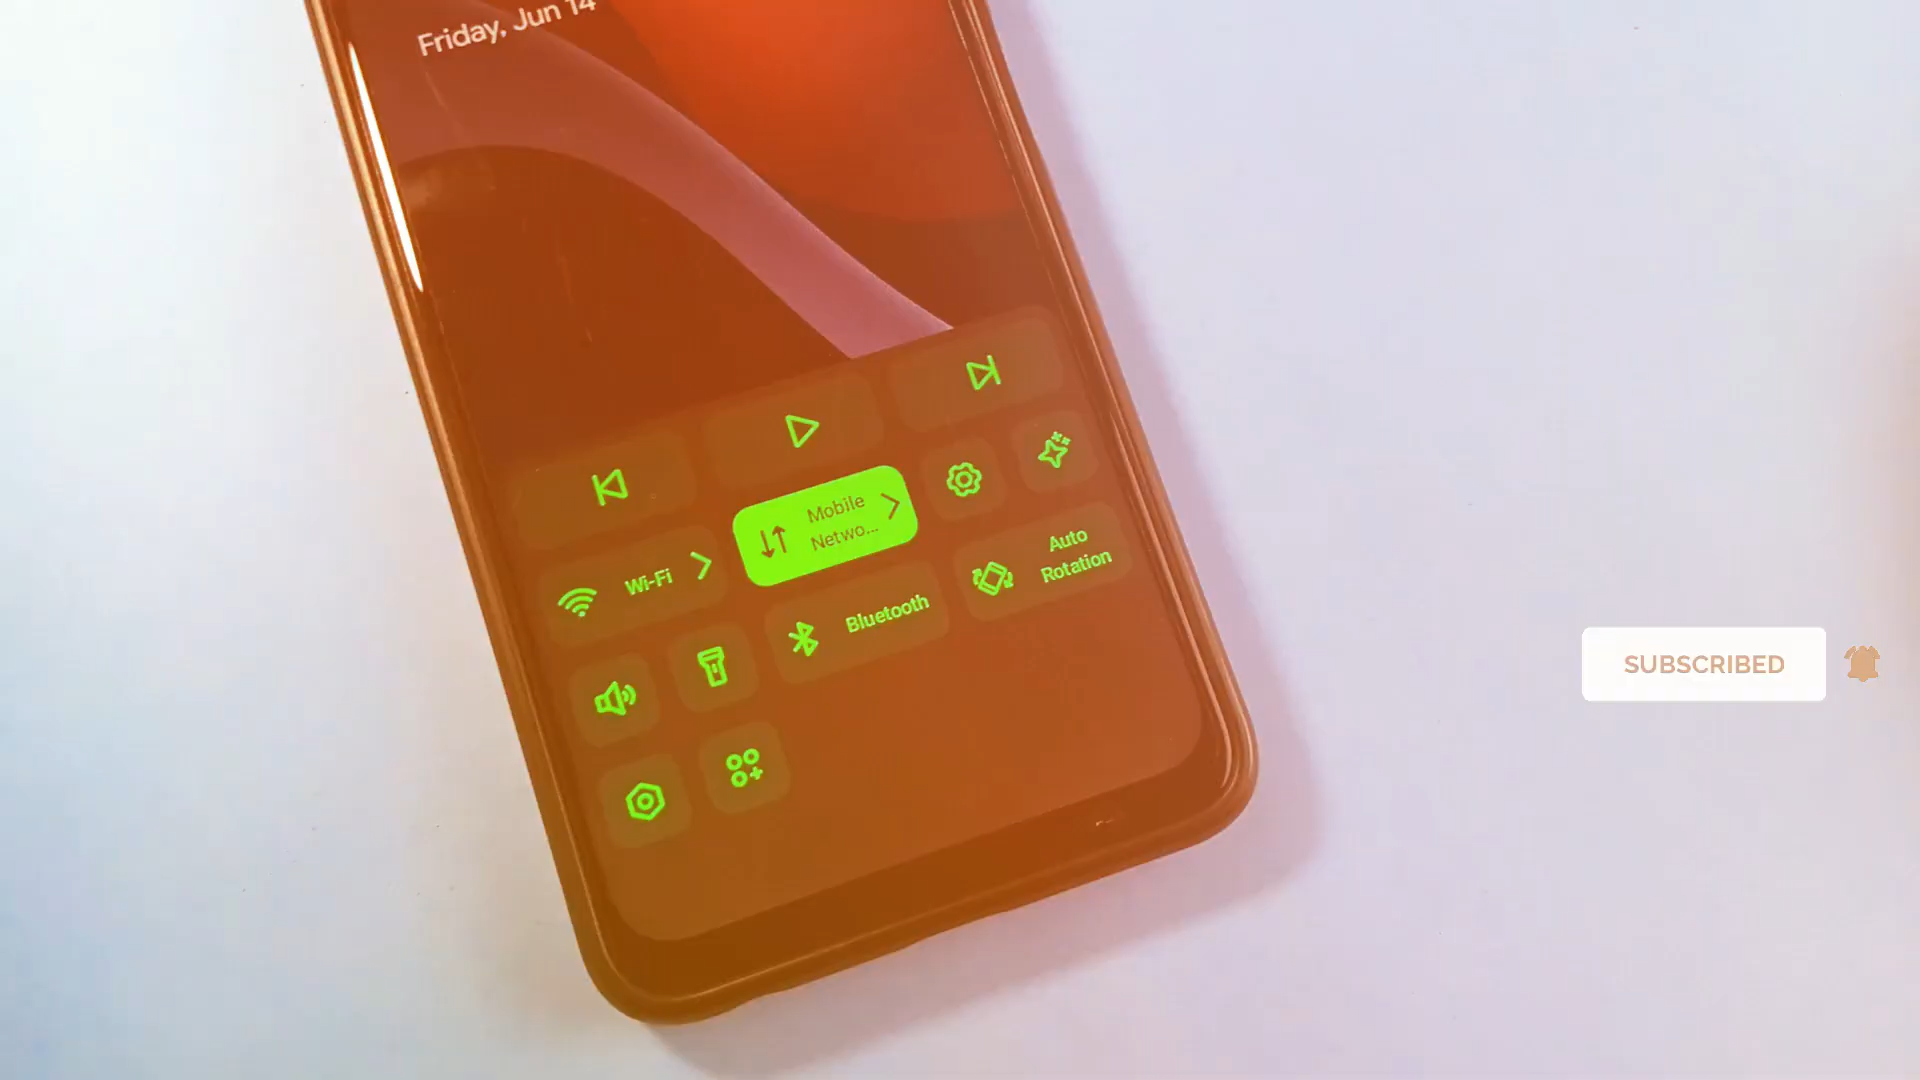 Friday, Jun 14
Mobile
Netwo...
Wi-Fi
Auto
Rotation
Bluetooth
SUBSCRIBED